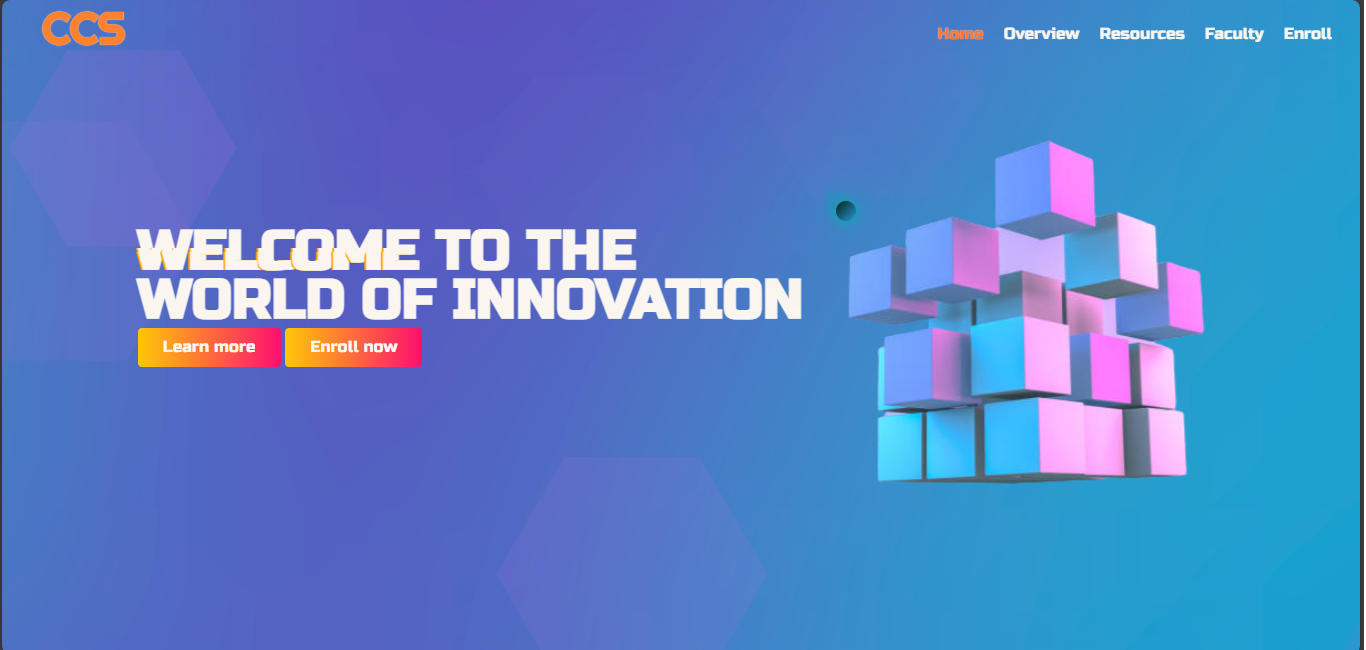 CCS
Home Overview Resources Faculty Enroll
WELCOME TO THE
WORLD OF INNOVATION
Learn more Enroll now